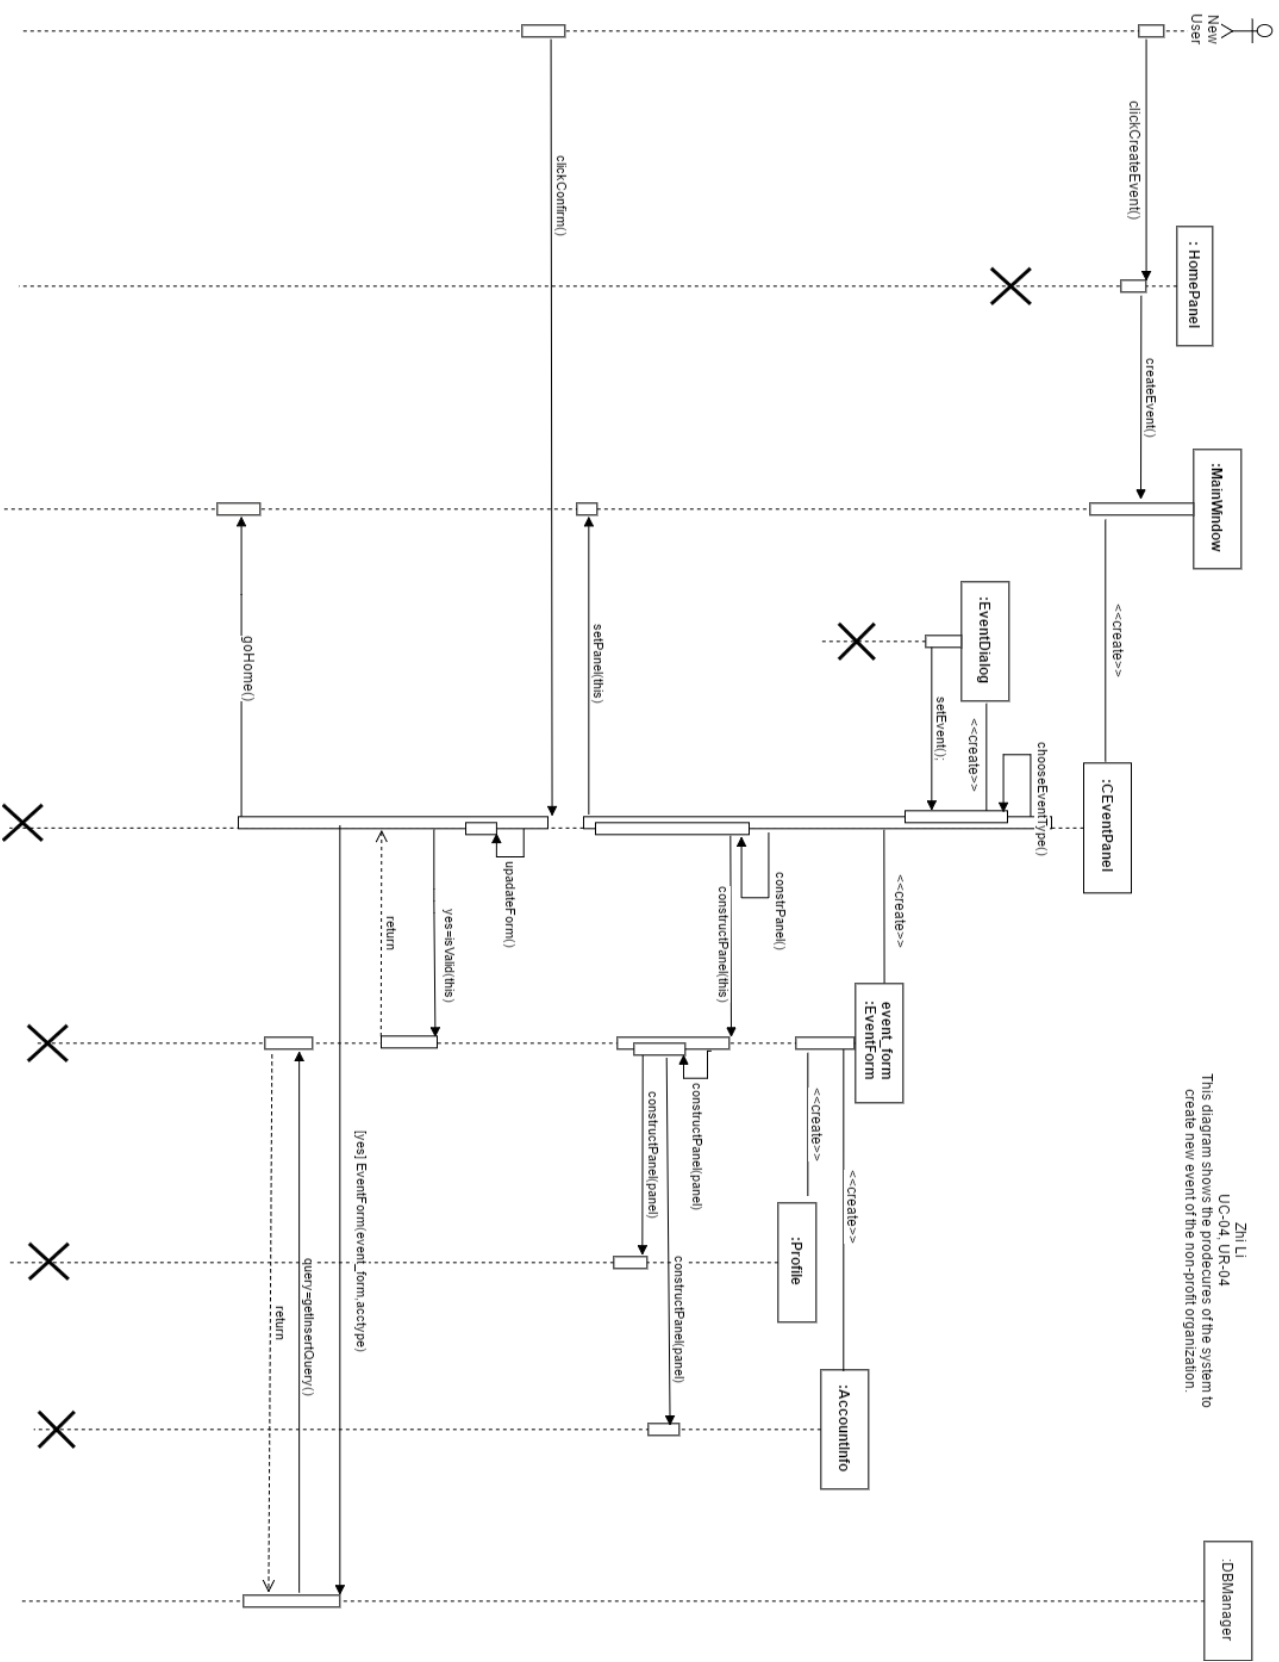 New
User
: HomePanel
:MainWindow
:EventDialog
:CEventPanel
event_form
:EventForm
:Profile
:AccountInfo
:DBManager
Zhi Li
UC-04, UR-04
This diagram shows the prodecures of the system to
create new event of the non-profit organization.
clickCreateEvent()
createEvent()
<<create>>
chooseEventType()
<<create>>
setEvent();
<<create>>
<<create>>
<<create>>
constrPanel()
constructPanel(this)
constructPanel(panel)
constructPanel(panel)
constructPanel(panel)
setPanel(this)
clickConfirm()
upadateForm()
yes=isValid(this)
return
[yes] EventForm(event_form,acctype)
query=getInsertQuery()
return
goHome()